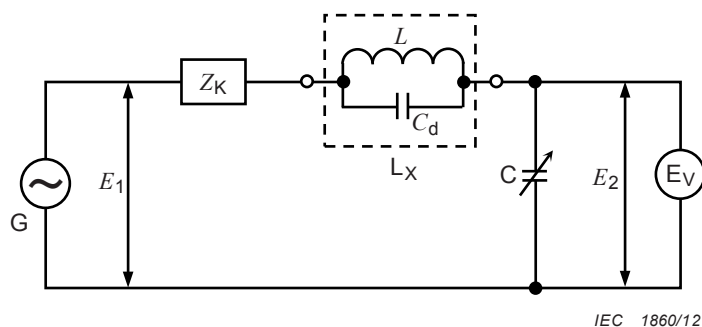 L
Z_K
C_d
L_X
E_1
G
C
E_2
E_V
IEC 1860/12